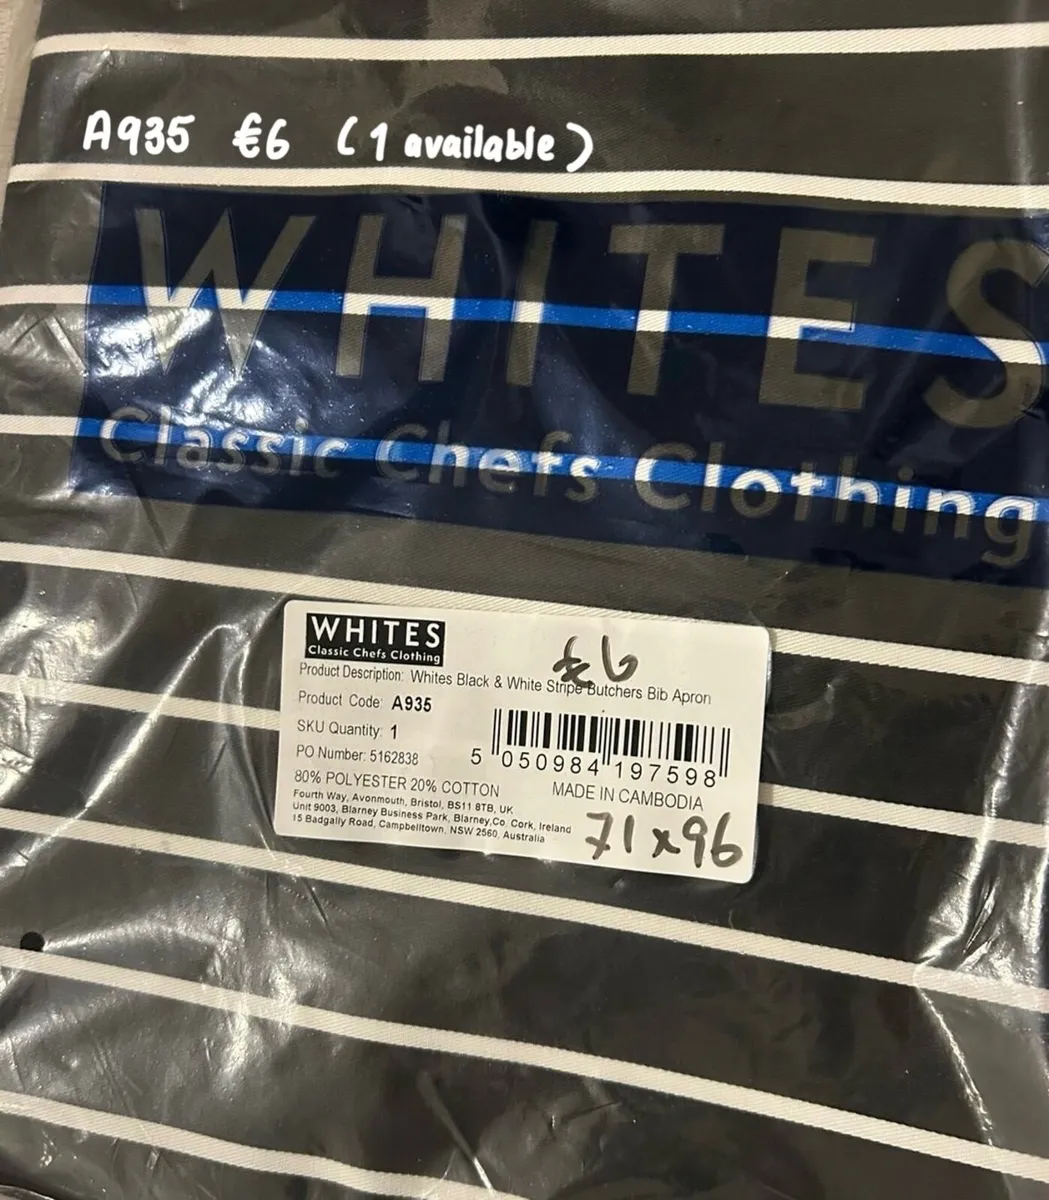 A935 €6 (1 available)
WHITES
Classic Chefs Clothing
WHITES
Classic Chefs Clothing
€6
Product Description: Whites Black & White Stripe Butchers Bib Apron
Product Code: A935
SKU Quantity: 1
PO Number: 5162838
5 050984 197598
80% POLYESTER 20% COTTON
MADE IN CAMBODIA
Fourth Way, Avonmouth, Bristol, BS11 8TB, UK
Unit 9003, Blarney Business Park, Blarney,Co. Cork, Ireland
15 Badgally Road, Campbelltown, NSW 2560, Australia
71x96